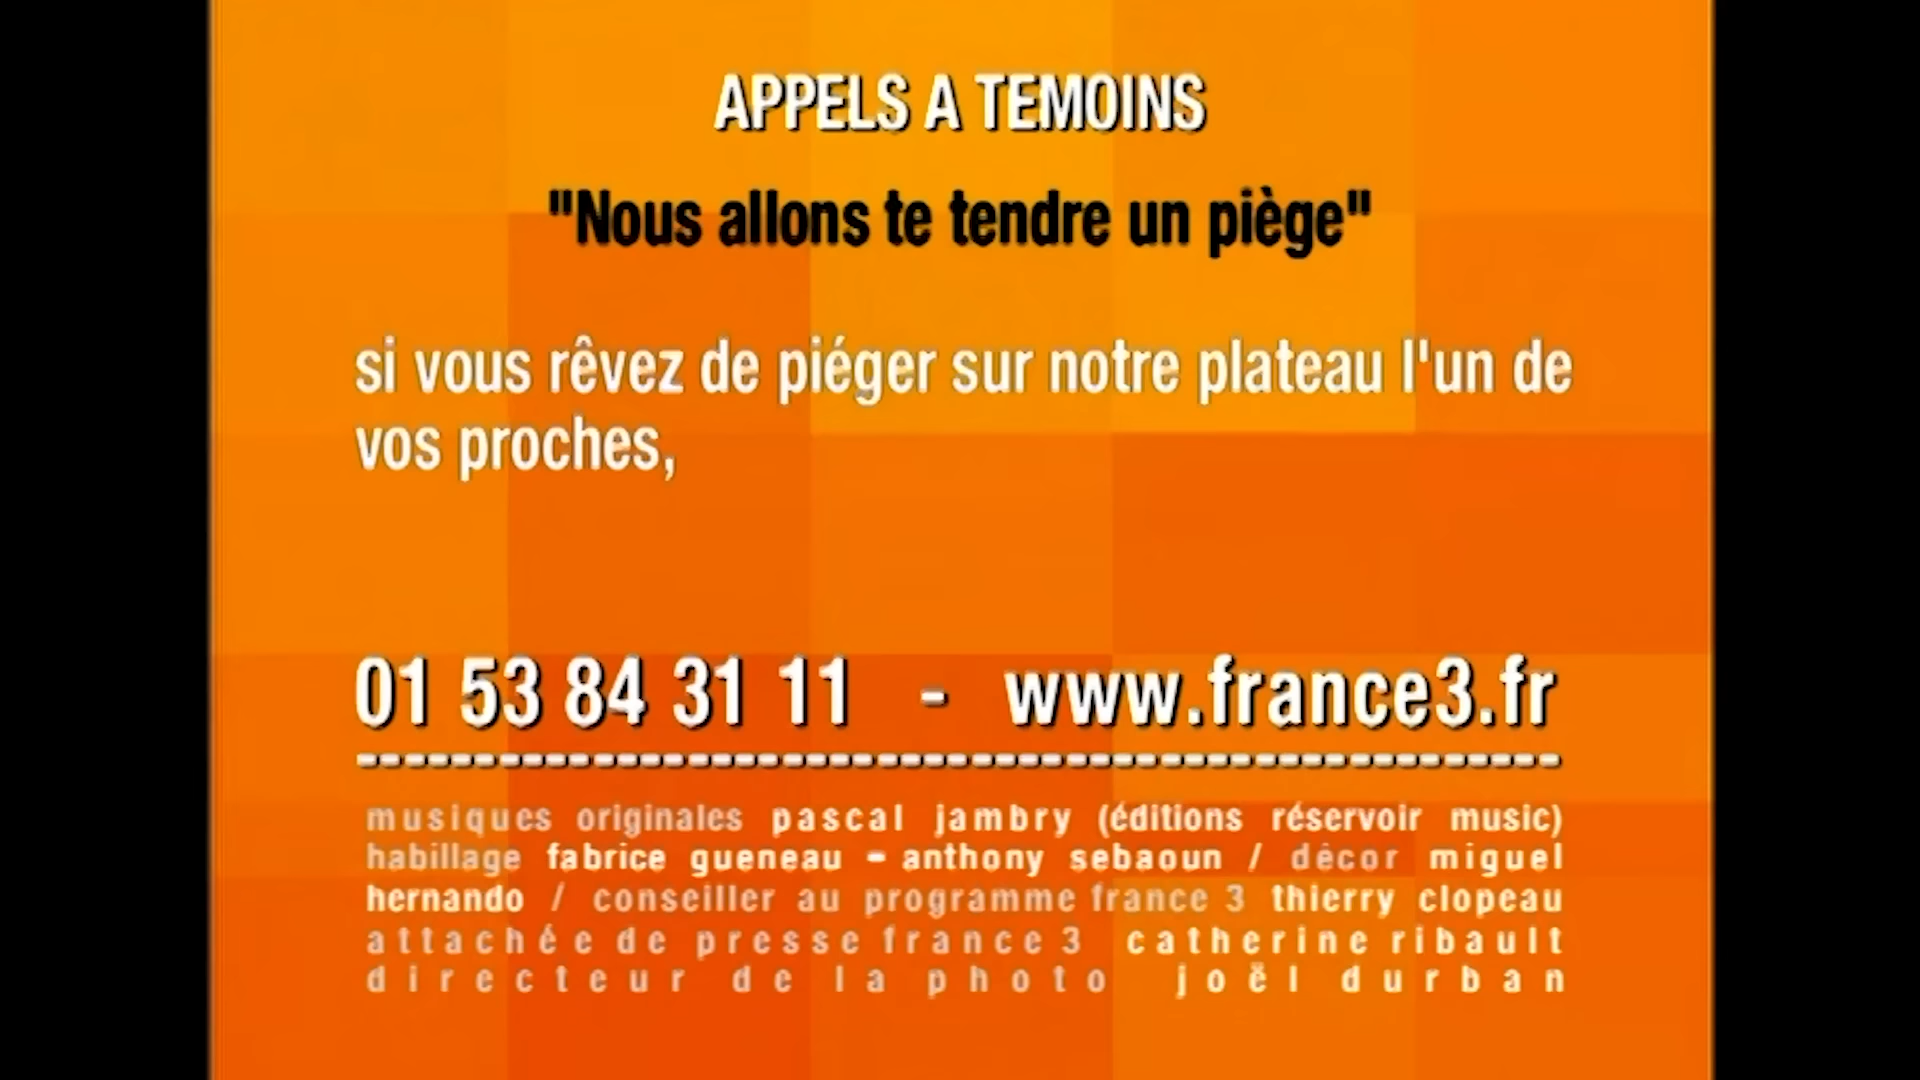 APPELS A TEMOINS
"Nous allons te tendre un piège"
si vous rêvez de piéger sur notre plateau l'un de
vos proches,
01 53 84 31 11 - www.france3.fr
--------------------------------------------------
musiques originales pascal jambry (éditions réservoir music)
habillage fabrice gueneau - anthony sebaoun / décor miguel
hernando / conseiller au programme france 3 thierry clopeau
attachée de presse france 3 catherine ribault
directeur de la photo joël durban